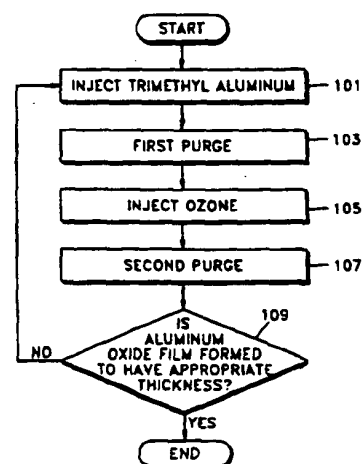 START
INJECT TRIMETHYL ALUMINUM
101
FIRST PURGE
103
INJECT OZONE
105
SECOND PURGE
107
IS
109
ALUMINUM
OXIDE FILM FORMED
TO HAVE APPROPRIATE
THICKNESS?
NO
YES
END